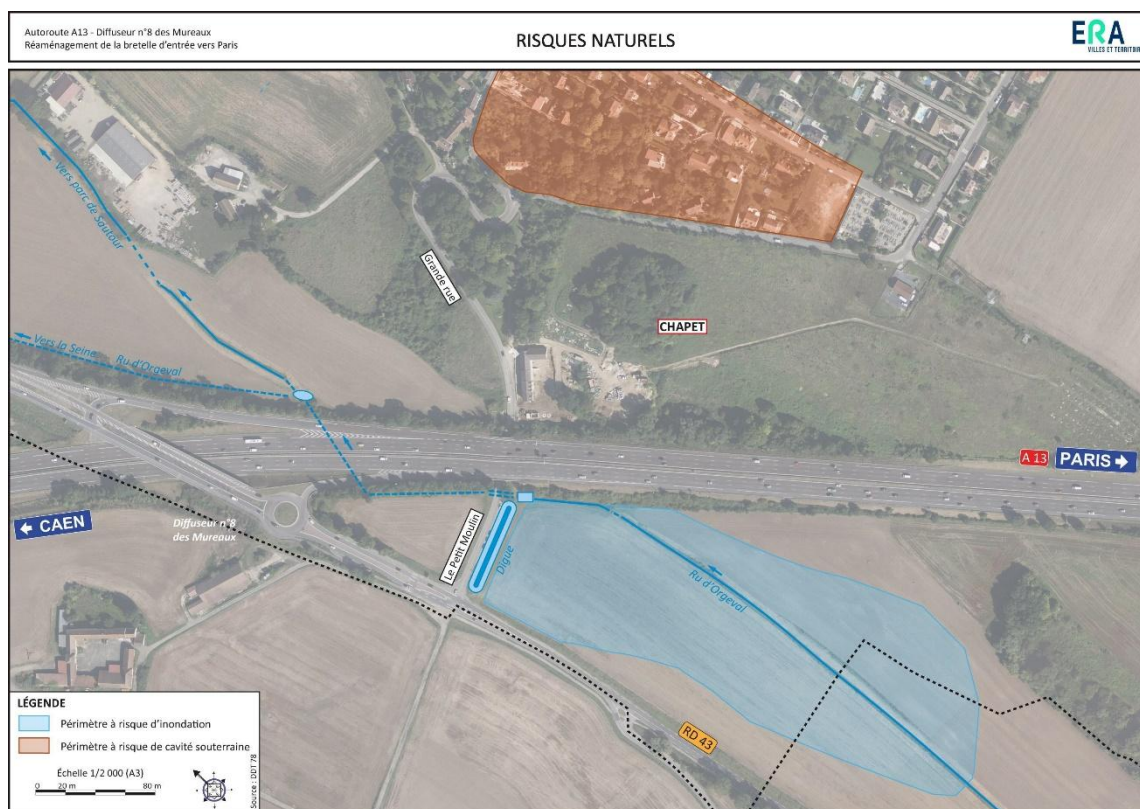 Autoroute A13 - Diffuseur n°8 des Mureaux
Réaménagement de la bretelle d'entrée vers Paris
RISQUES NATURELS
ERA
VILLES ET TERRITOIR
Vers parc de Sautour
Grande rue
CHAPET
Vers la Seine
Ru d'Orgeval
A 13
PARIS
CAEN
Diffuseur n°8
des Mureaux
Le Petit Moulin
Digue
Ru d'Orgeval
RD 43
LÉGENDE
Périmètre à risque d'inondation
Périmètre à risque de cavité souterraine
Échelle 1/2 000 (A3)
0 20 m 80 m
Source : DDT 78